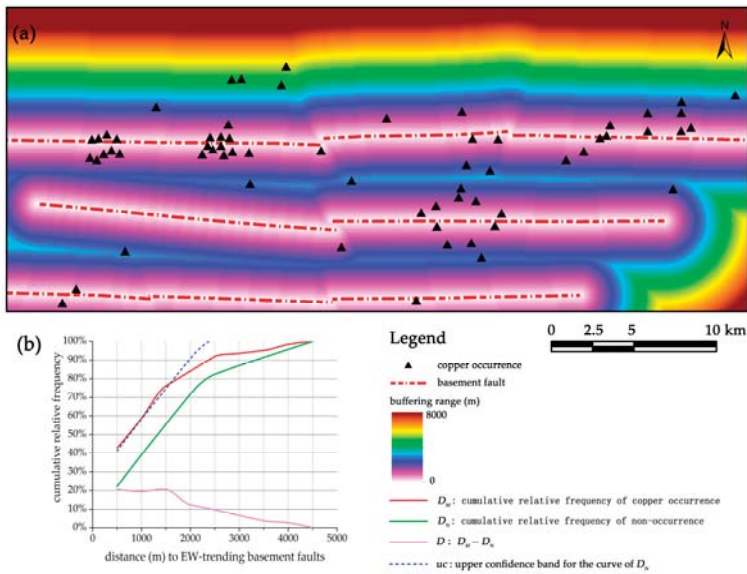 (a)
N
(b)
100%
90%
80%
70%
60%
50%
40%
30%
20%
10%
0%
cumulative relative frequency
0 1000 2000 3000 4000 5000
distance (m) to EW-trending basement faults
Legend
0 2.5 5 10 km
copper occurrence
basement fault
buffering range (m)
8000
0
Dₘ: cumulative relative frequency of copper occurrence
Dₙ: cumulative relative frequency of non-occurrence
D: Dₘ − Dₙ
uc: upper confidence band for the curve of Dₙ